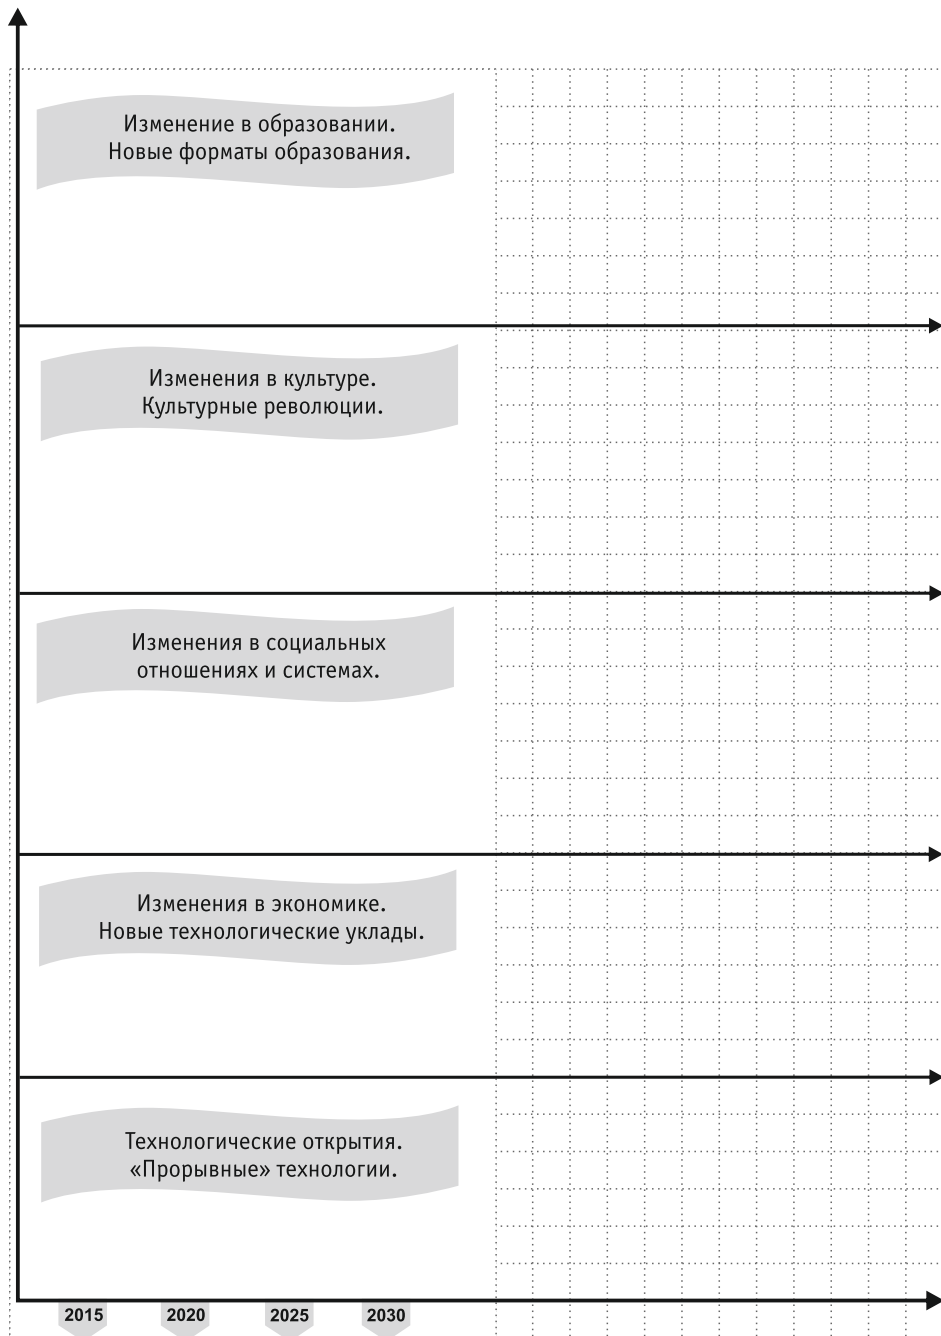 Изменение в образовании.
Новые форматы образования.
Изменения в культуре.
Культурные революции.
Изменения в социальных
отношениях и системах.
Изменения в экономике.
Новые технологические уклады.
Технологические открытия.
«Прорывные» технологии.
2015 2020 2025 2030